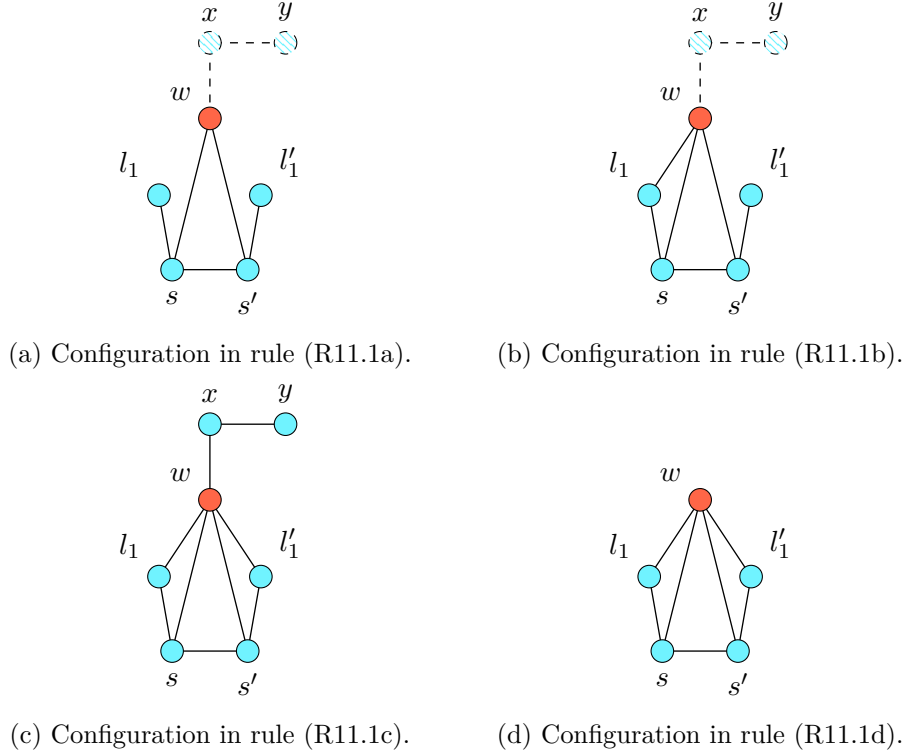 x y x y
w w
l₁ l′₁ l₁ l′₁
s s′ s s′
(a) Configuration in rule (R11.1a). (b) Configuration in rule (R11.1b).
x y
w w
l₁ l′₁ l₁ l′₁
s s′ s s′
(c) Configuration in rule (R11.1c). (d) Configuration in rule (R11.1d).